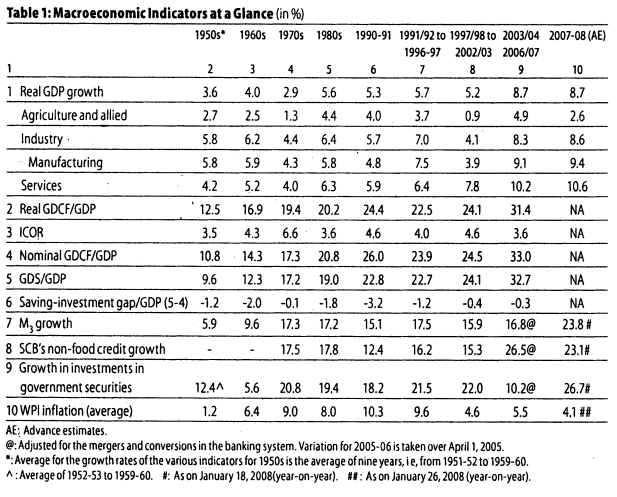 Table 1: Macroeconomic Indicators at a Glance (in %)
1950s* 1960s 1970s 1980s 1990-91 1991/92 to 1997/98 to 2003/04 2007-08 (AE)
1996-97 2002/03 2006/07
1 2 3 4 5 6 7 8 9 10
1 Real GDP growth 3.6 4.0 2.9 5.6 5.3 5.7 5.2 8.7 8.7
Agriculture and allied 2.7 2.5 1.3 4.4 4.0 3.7 0.9 4.9 2.6
Industry 5.8 6.2 4.4 6.4 5.7 7.0 4.1 8.3 8.6
- Manufacturing 5.8 5.9 4.3 5.8 4.8 7.5 3.9 9.1 9.4
Services 4.2 5.2 4.0 6.3 5.9 6.4 7.8 10.2 10.6
2 Real GDCF/GDP 12.5 16.9 19.4 20.2 24.4 22.5 24.1 31.4 NA
3 ICOR 3.5 4.3 6.6 3.6 4.6 4.0 4.6 3.6 NA
4 Nominal GDCF/GDP 10.8 14.3 17.3 20.8 26.0 23.9 24.5 33.0 NA
5 GDS/GDP 9.6 12.3 17.2 19.0 22.8 22.7 24.1 32.7 NA
6 Saving-investment gap/GDP (5-4) -1.2 -2.0 -0.1 -1.8 -3.2 -1.2 -0.4 -0.3 NA
7 M3 growth 5.9 9.6 17.3 17.2 15.1 17.5 15.9 16.8@ 23.8 #
8 SCB's non-food credit growth - - 17.5 17.8 12.4 16.2 15.3 26.5@ 23.1#
9 Growth in investments in
government securities 12.4^ 5.6 20.8 19.4 18.2 21.5 22.0 10.2@ 26.7#
10 WPI inflation (average) 1.2 6.4 9.0 8.0 10.3 9.6 4.6 5.5 4.1 ##
AE; Advance estimates.
@: Adjusted for the mergers and conversions in the banking system. Variation for 2005-06 is taken over April 1, 2005.
*: Average for the growth rates of the various indicators for 1950s is the average of nine years, i e, from 1951-52 to 1959-60.
^ : Average of 1952-53 to 1959-60. #: As on January 18, 2008(year-on-year). ##: As on January 26, 2008 (year-on-year).